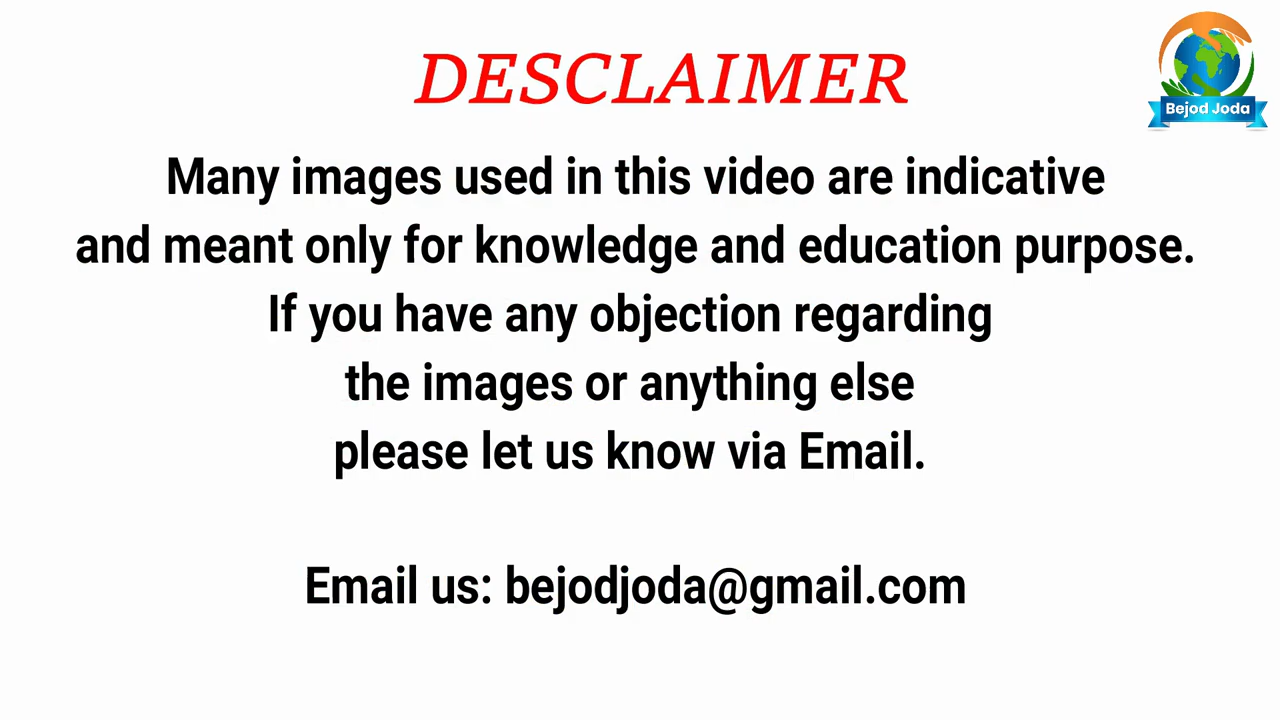 DESCLAIMER
Bejod Joda
Many images used in this video are indicative
and meant only for knowledge and education purpose.
If you have any objection regarding
the images or anything else
please let us know via Email.
Email us: bejodjoda@gmail.com